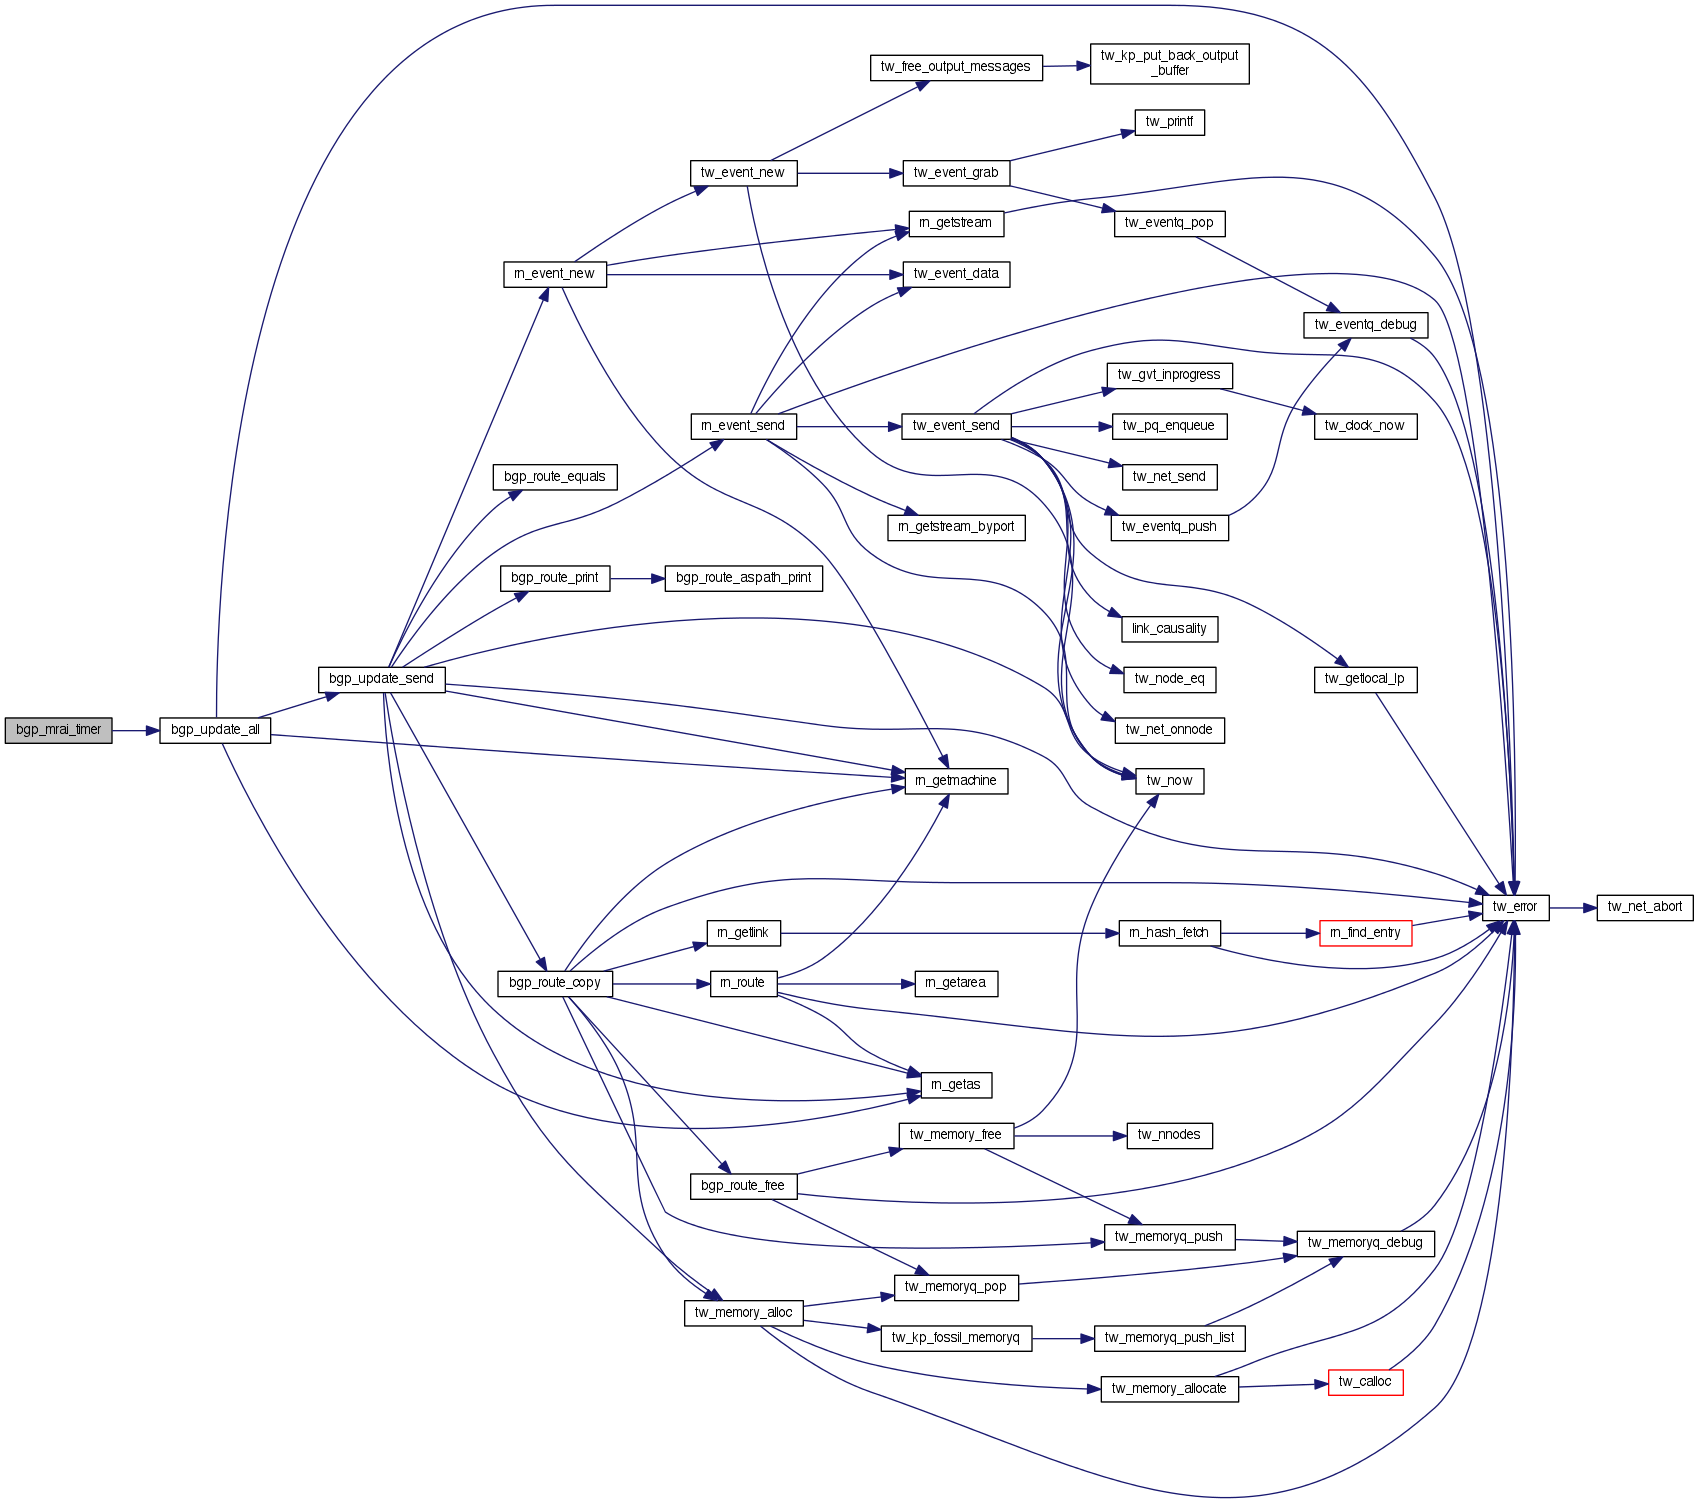 tw_free_output_messages
tw_kp_put_back_output
_buffer
tw_printf
tw_event_new
tw_event_grab
rn_getstream
tw_eventq_pop
rn_event_new
tw_event_data
tw_eventq_debug
tw_gvt_inprogress
rn_event_send
tw_event_send
tw_pq_enqueue
tw_clock_now
bgp_route_equals
tw_net_send
rn_getstream_byport
tw_eventq_push
bgp_route_print
bgp_route_aspath_print
link_causality
bgp_update_send
tw_node_eq
tw_getlocal_lp
bgp_mrai_timer
bgp_update_all
tw_net_onnode
rn_getmachine
tw_now
tw_error
tw_net_abort
rn_getlink
rn_hash_fetch
rn_find_entry
bgp_route_copy
rn_route
rn_getarea
rn_getas
tw_memory_free
tw_nnodes
bgp_route_free
tw_memoryq_push
tw_memoryq_debug
tw_memoryq_pop
tw_memory_alloc
tw_kp_fossil_memoryq
tw_memoryq_push_list
tw_memory_allocate
tw_calloc